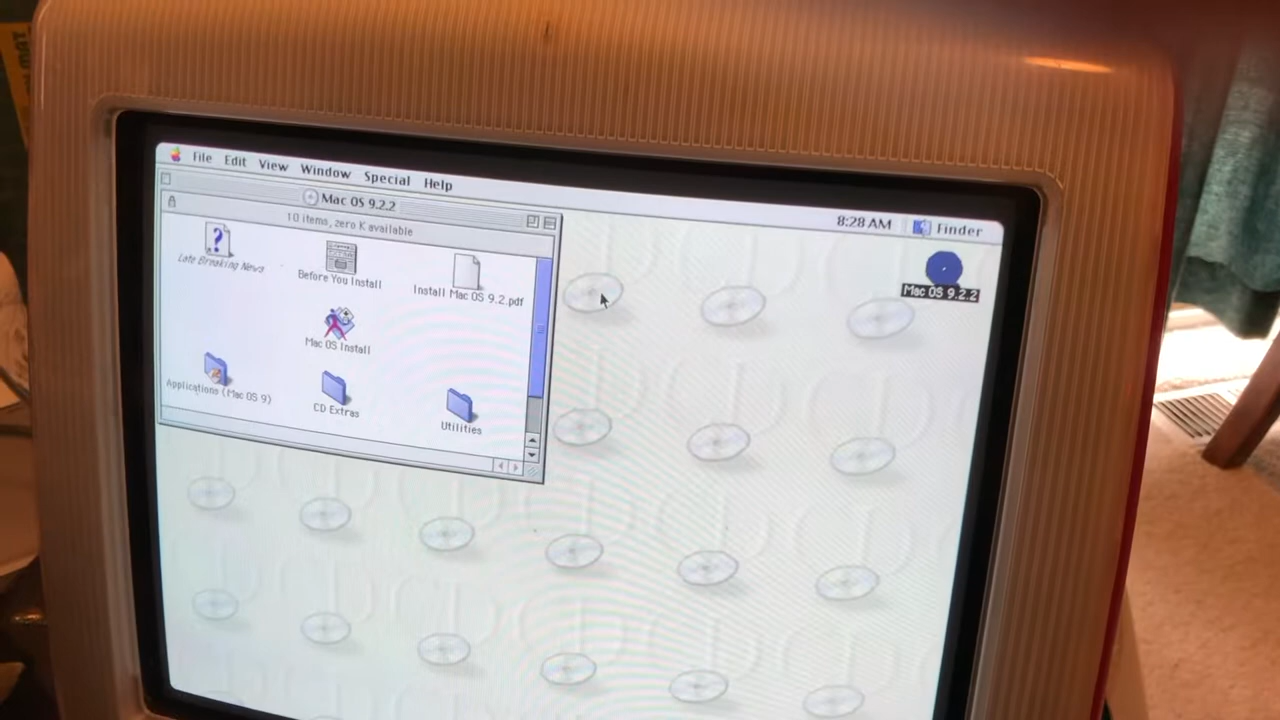 File Edit View Window Special Help
8:28 AM Finder
Mac OS 9.2.2
10 items, zero K available
Late Breaking News
Before You Install
Install Mac OS 9.2.pdf
Mac OS Install
Applications (Mac OS 9)
CD Extras
Utilities
Mac OS 9.2.2